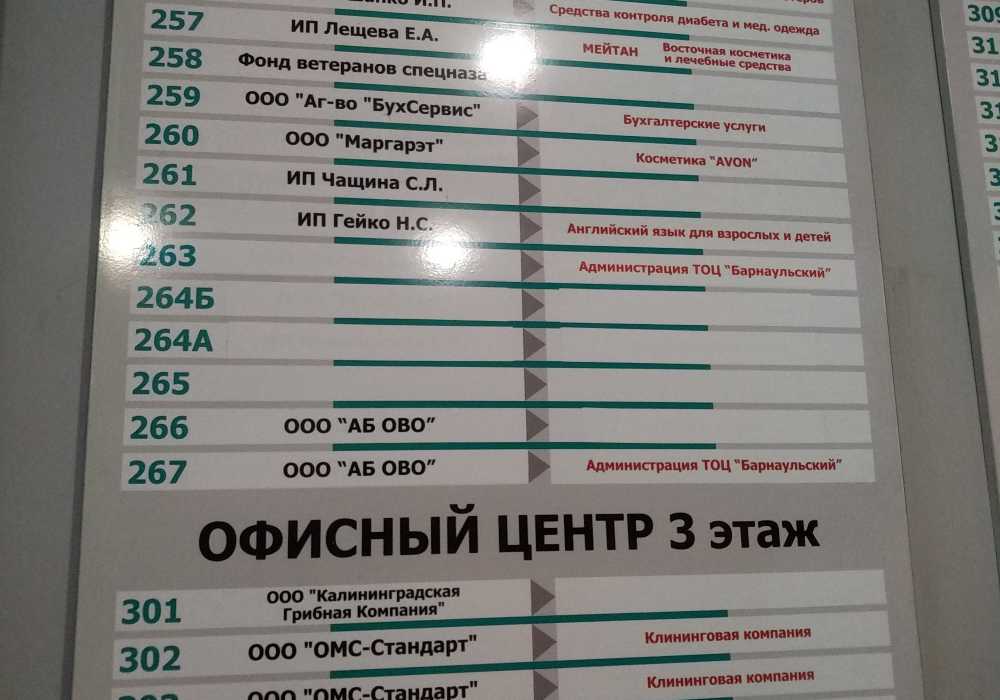 И.П.
Средства контроля диабета и мед. одежда
257 ИП Лещева Е.А. МЕЙТАН Восточная косметика
и лечебные средства
258 Фонд ветеранов спецназа
259 ООО "Аг-во "БухСервис" Бухгалтерские услуги
260 ООО "Маргарэт" Косметика "AVON"
261 ИП Чащина С.Л.
262 ИП Гейко Н.С. Английский язык для взрослых и детей
263 Администрация ТОЦ "Барнаульский"
264Б
264А
265
266 ООО "АБ ОВО"
267 ООО "АБ ОВО" Администрация ТОЦ "Барнаульский"
ОФИСНЫЙ ЦЕНТР 3 этаж
301 ООО "Калининградская
Грибная Компания"
302 ООО "ОМС-Стандарт" Клининговая компания
ООО "ОМС-Стандарт" Клининговая компания
309